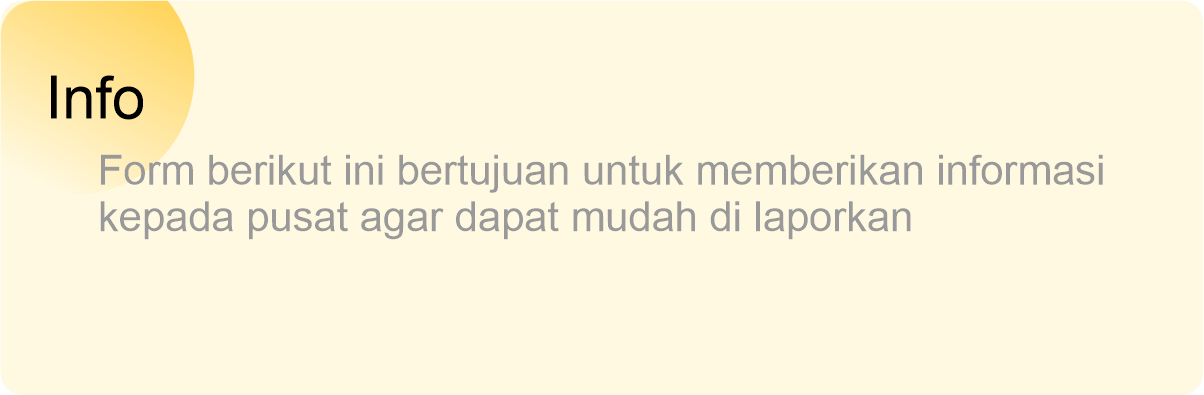 Info
Form berikut ini bertujuan untuk memberikan informasi
kepada pusat agar dapat mudah di laporkan